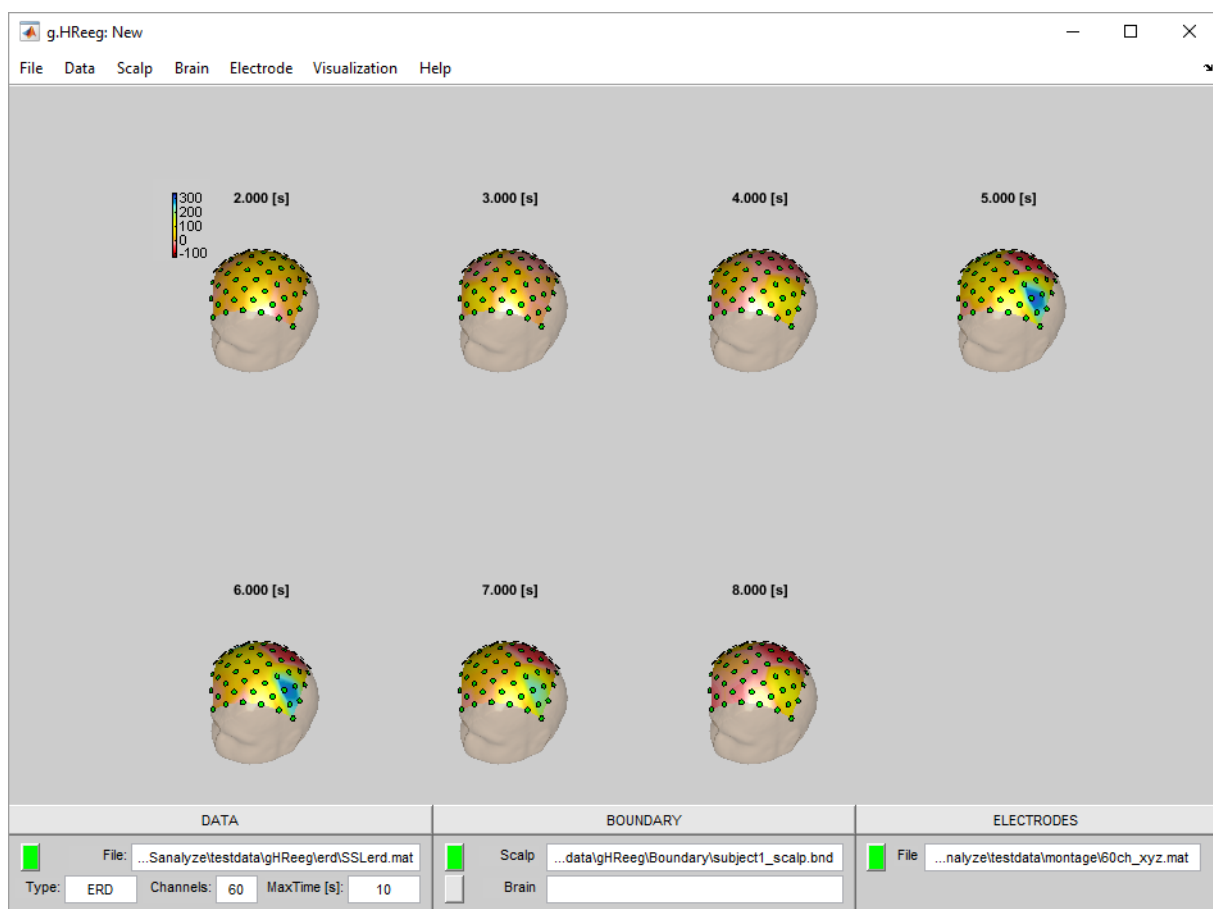 g.HReeg: New
File Data Scalp Brain Electrode Visualization Help
300
200
100
0
-100
2.000 [s] 3.000 [s] 4.000 [s] 5.000 [s]
6.000 [s] 7.000 [s] 8.000 [s]
DATA BOUNDARY ELECTRODES
File: ...Sanalyze\testdata\gHReeg\erd\SSLerd.mat Scalp ...data\gHReeg\Boundary\subject1_scalp.bnd File ...nalyze\testdata\montage\60ch_xyz.mat
Type: ERD Channels: 60 MaxTime [s]: 10 Brain